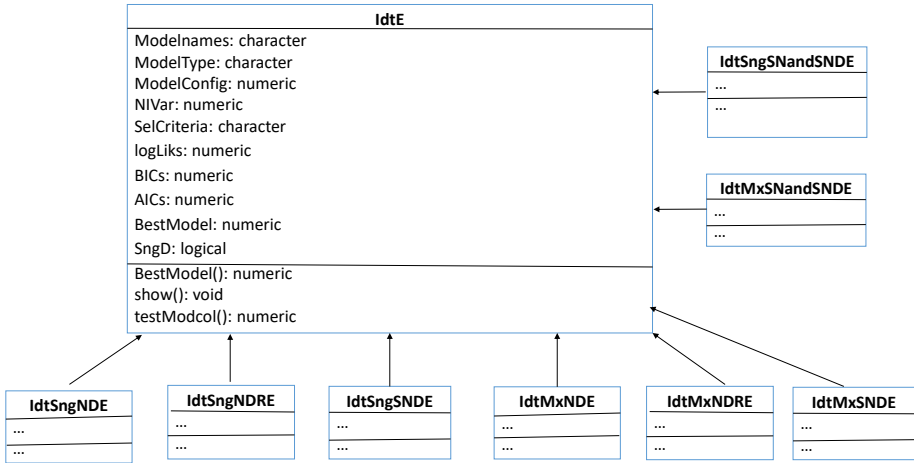 IdtE
Modelnames: character
ModelType: character
ModelConfig: numeric
NIVar: numeric
SelCriteria: character
logLiks: numeric
BICs: numeric
AICs: numeric
BestModel: numeric
SngD: logical
BestModel(): numeric
show(): void
testModcol(): numeric
IdtSngSNandSNDE
...
...
IdtMxSNandSNDE
...
...
IdtSngNDE
...
...
IdtSngNDRE
...
...
IdtSngSNDE
...
...
IdtMxNDE
...
...
IdtMxNDRE
...
...
IdtMxSNDE
...
...